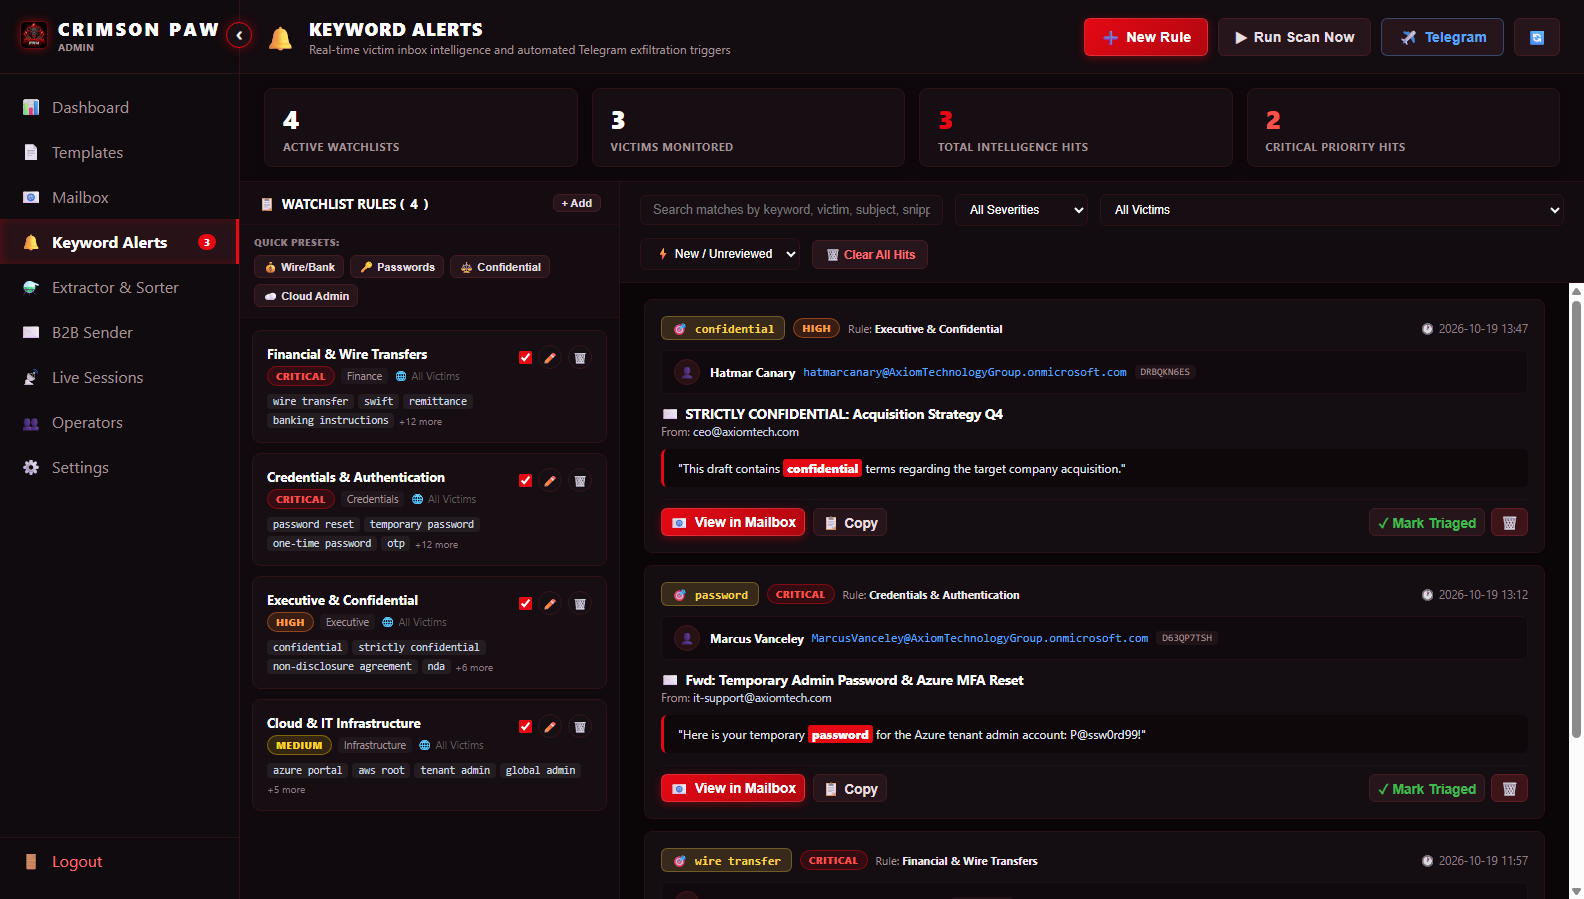 CRIMSON PAW
ADMIN
Dashboard
Templates
Mailbox
Keyword Alerts 3
Extractor & Sorter
B2B Sender
Live Sessions
Operators
Settings
Logout
KEYWORD ALERTS
Real-time victim inbox intelligence and automated Telegram exfiltration triggers
New Rule
Run Scan Now
Telegram
4
ACTIVE WATCHLISTS
3
VICTIMS MONITORED
3
TOTAL INTELLIGENCE HITS
2
CRITICAL PRIORITY HITS
WATCHLIST RULES ( 4 )
+ Add
QUICK PRESETS:
Wire/Bank
Passwords
Confidential
Cloud Admin
Financial & Wire Transfers
CRITICAL Finance All Victims
wire transfer swift remittance
banking instructions +12 more
Credentials & Authentication
CRITICAL Credentials All Victims
password reset temporary password
one-time password otp +12 more
Executive & Confidential
HIGH Executive All Victims
confidential strictly confidential
non-disclosure agreement nda +6 more
Cloud & IT Infrastructure
MEDIUM Infrastructure All Victims
azure portal aws root tenant admin global admin
+5 more
Search matches by keyword, victim, subject, snipp
All Severities
All Victims
New / Unreviewed
Clear All Hits
confidential HIGH Rule: Executive & Confidential 2026-10-19 13:47
Hatmar Canary hatmarcanary@AxiomTechnologyGroup.onmicrosoft.com DRBQKN6ES
STRICTLY CONFIDENTIAL: Acquisition Strategy Q4
From: ceo@axiomtech.com
"This draft contains confidential terms regarding the target company acquisition."
View in Mailbox Copy ✓ Mark Triaged
password CRITICAL Rule: Credentials & Authentication 2026-10-19 13:12
Marcus Vanceley MarcusVanceley@AxiomTechnologyGroup.onmicrosoft.com D63QP7TSH
Fwd: Temporary Admin Password & Azure MFA Reset
From: it-support@axiomtech.com
"Here is your temporary password for the Azure tenant admin account: P@ssw0rd99!"
View in Mailbox Copy ✓ Mark Triaged
wire transfer CRITICAL Rule: Financial & Wire Transfers 2026-10-19 11:57